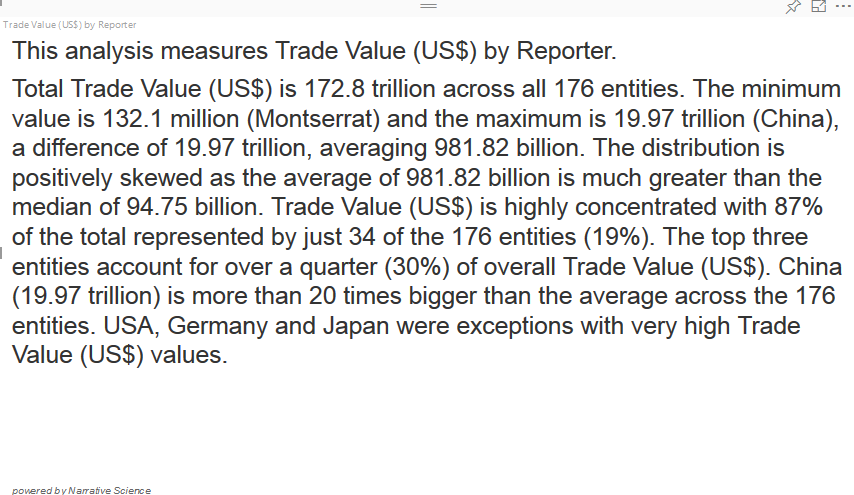 Trade Value (US$) by Reporter
This analysis measures Trade Value (US$) by Reporter.
Total Trade Value (US$) is 172.8 trillion across all 176 entities. The minimum
value is 132.1 million (Montserrat) and the maximum is 19.97 trillion (China),
a difference of 19.97 trillion, averaging 981.82 billion. The distribution is
positively skewed as the average of 981.82 billion is much greater than the
median of 94.75 billion. Trade Value (US$) is highly concentrated with 87%
of the total represented by just 34 of the 176 entities (19%). The top three
entities account for over a quarter (30%) of overall Trade Value (US$). China
(19.97 trillion) is more than 20 times bigger than the average across the 176
entities. USA, Germany and Japan were exceptions with very high Trade
Value (US$) values.
powered by Narrative Science